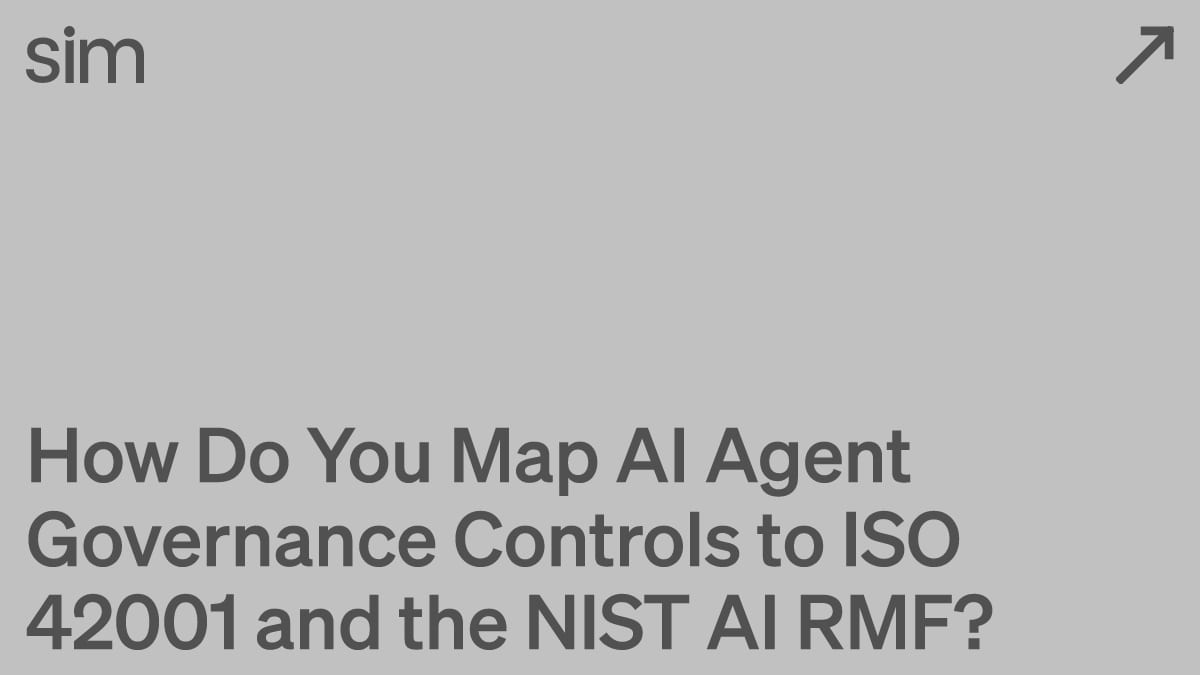 sim
How Do You Map AI Agent
Governance Controls to ISO
42001 and the NIST AI RMF?